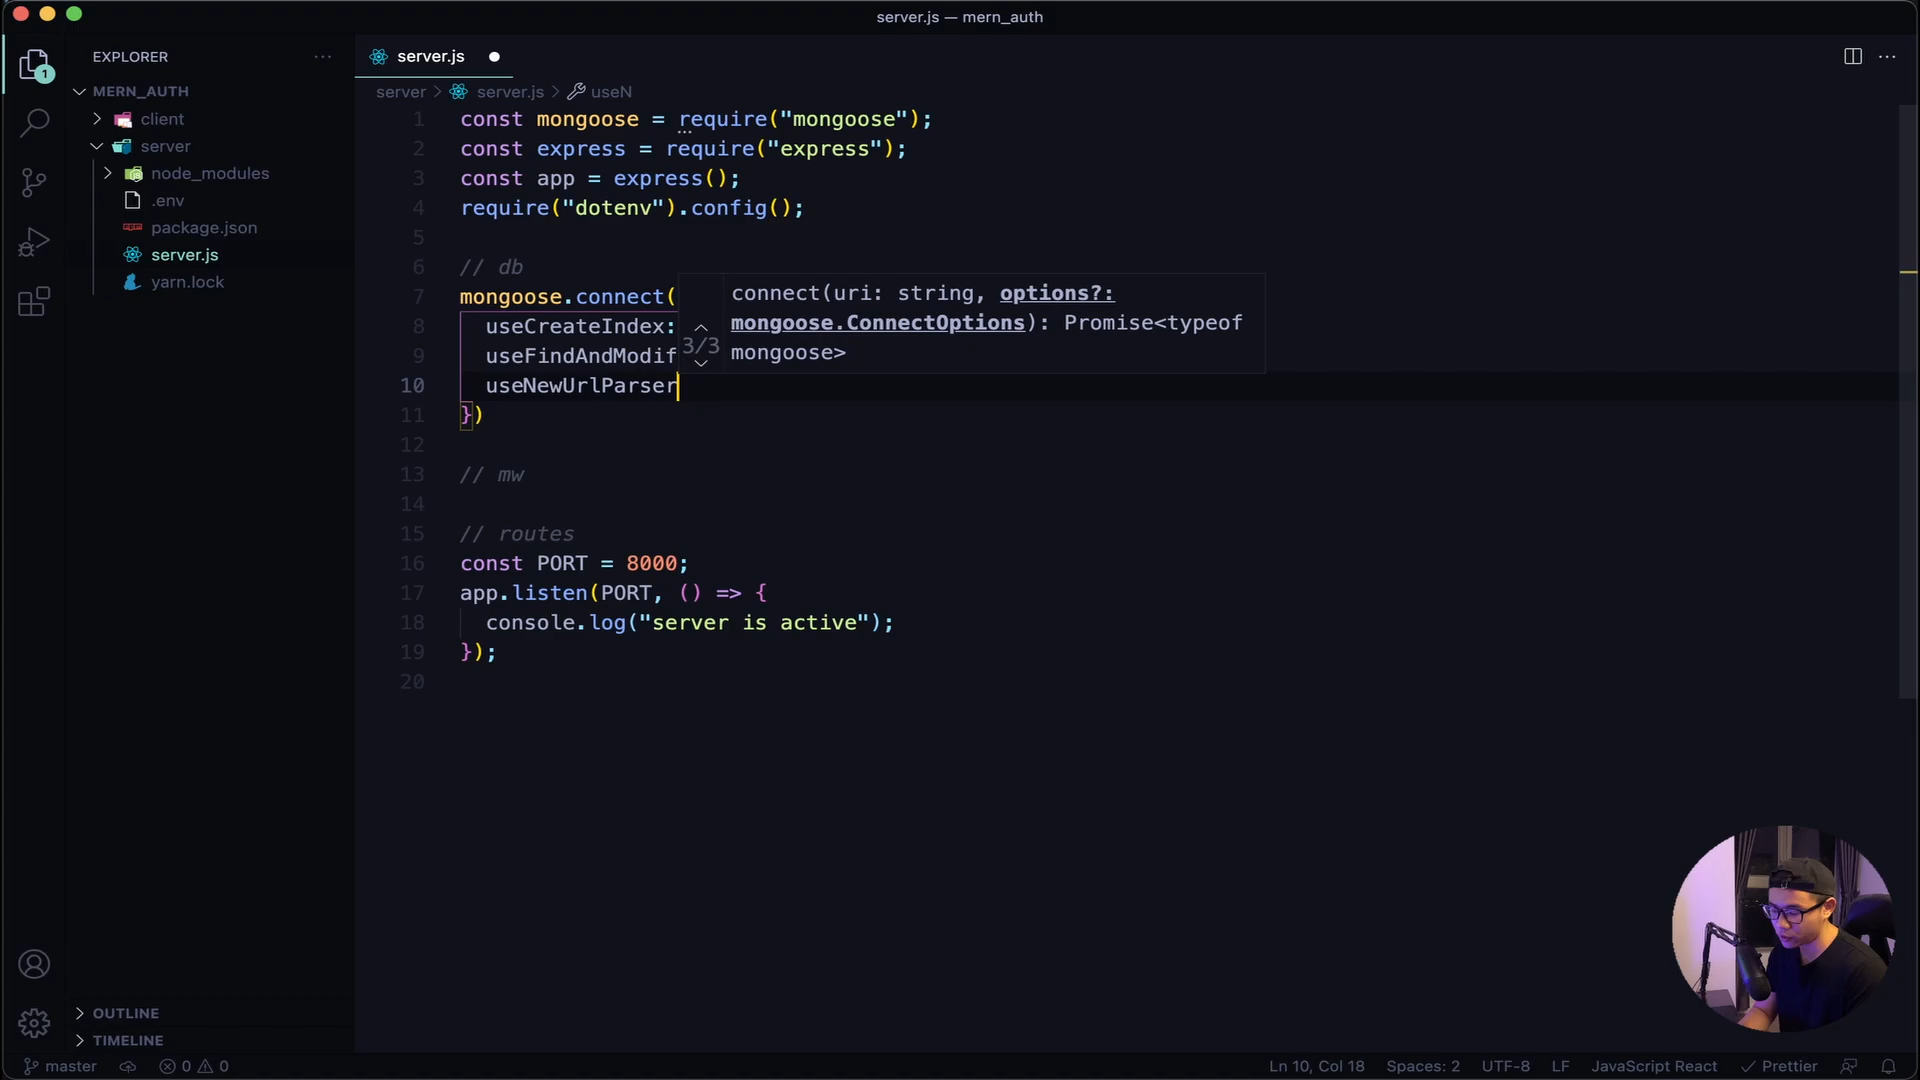 server.js — mern_auth
EXPLORER
server.js
1
MERN_AUTH
server > server.js > useN
client
server
node_modules
.env
package.json
server.js
yarn.lock
1 const mongoose = require("mongoose");
2 const express = require("express");
3 const app = express();
4 require("dotenv").config();
5
6 // db
7 mongoose.connect(
8 useCreateIndex:
9 useFindAndModif
10 useNewUrlParser
11 })
12
13 // mw
14
15 // routes
16 const PORT = 8000;
17 app.listen(PORT, () => {
18 console.log("server is active");
19 });
20
3/3
connect(uri: string, options?:
mongoose.ConnectOptions): Promise<typeof
mongoose>
OUTLINE
TIMELINE
master 0 0 Ln 10, Col 18 Spaces: 2 UTF-8 LF JavaScript React Prettier